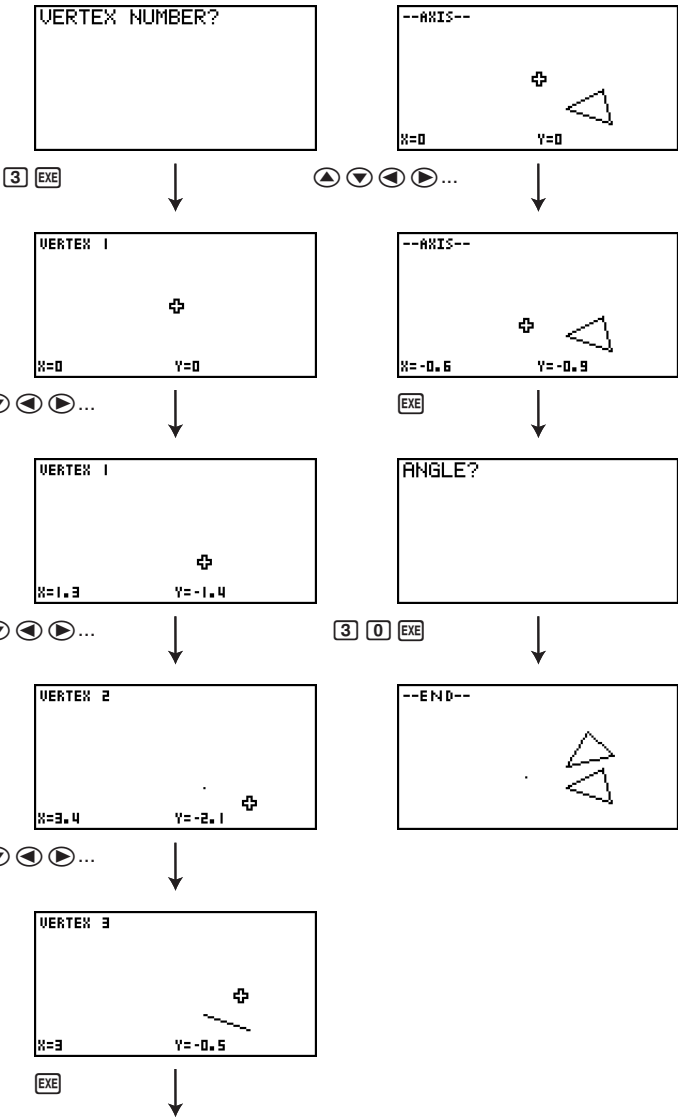 VERTEX NUMBER?
3 EXE
VERTEX 1
X=0 Y=0
...
VERTEX 1
X=1.3 Y=-1.4
...
VERTEX 2
X=3.4 Y=-2.1
...
VERTEX 3
X=3 Y=-0.5
EXE
--AXIS--
X=0 Y=0
...
--AXIS--
X=-0.6 Y=-0.9
EXE
ANGLE?
3 0 EXE
--END--